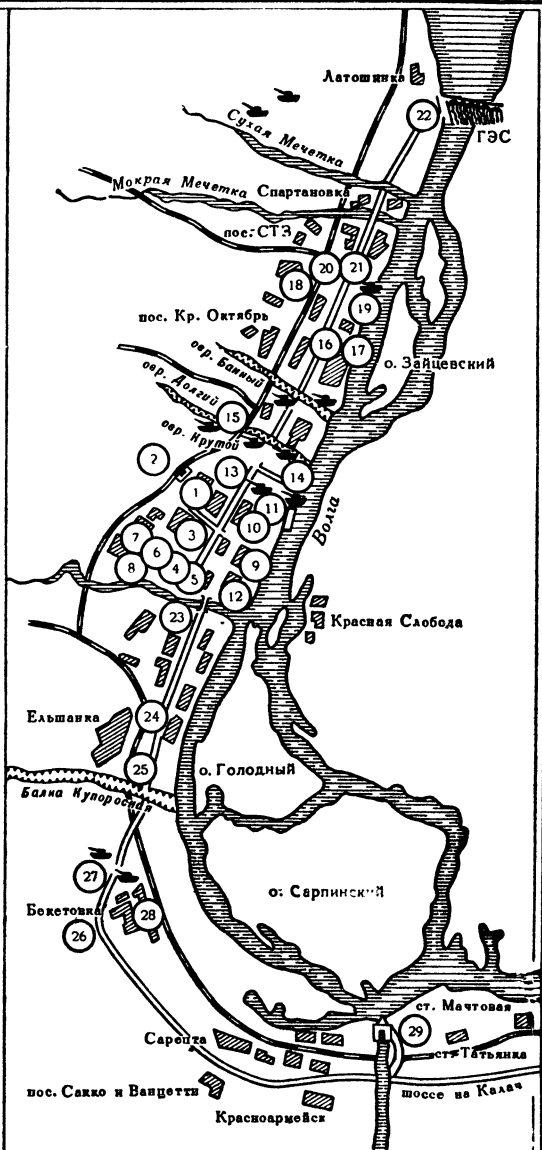 Латошинка
22
ГЭС
Сухая Мечетка
Мокрая Мечетка
Спартановка
пос. СТЗ
20
21
18
19
пос. Кр. Октябрь
16
17
о. Зайцевский
овр. Банный
овр. Долгий
15
овр. Крутой
2
13
14
1
11
10
Волга
7
3
6
8
4
5
9
12
23
Красная Слобода
Ельшанка
24
25
о. Голодный
Балка Купоросная
27
Бекетовка
28
26
о. Сарпинский
ст. Мачтовая
29
Сарепта
ст. Татьянка
пос. Сакко и Ванцетти
шоссе на Калач
Красноармейск